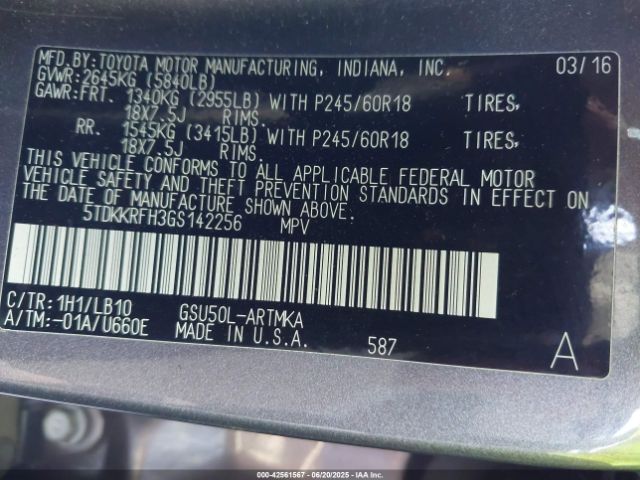 MFD.BY:TOYOTA MOTOR MANUFACTURING, INDIANA, INC. 03/16
GVWR:2645KG (5840LB)
GAWR:FRT. 1340KG (2955LB) WITH P245/60R18 TIRES,
18X7.5J RIMS.
RR. 1545KG (3415LB) WITH P245/60R18 TIRES,
18X7.5J RIMS.
THIS VEHICLE CONFORMS TO ALL APPLICABLE FEDERAL MOTOR
VEHICLE SAFETY AND THEFT PREVENTION STANDARDS IN EFFECT ON
THE DATE OF MANUFACTURE SHOWN ABOVE.
5TDKKRFH3GS142256 MPV
C/TR:1H1/LB10 GSU50L-ARTMKA
A/TM:-01A/U660E MADE IN U.S.A. 587 A
000-42561567 - 06/20/2025 - IAA Inc.